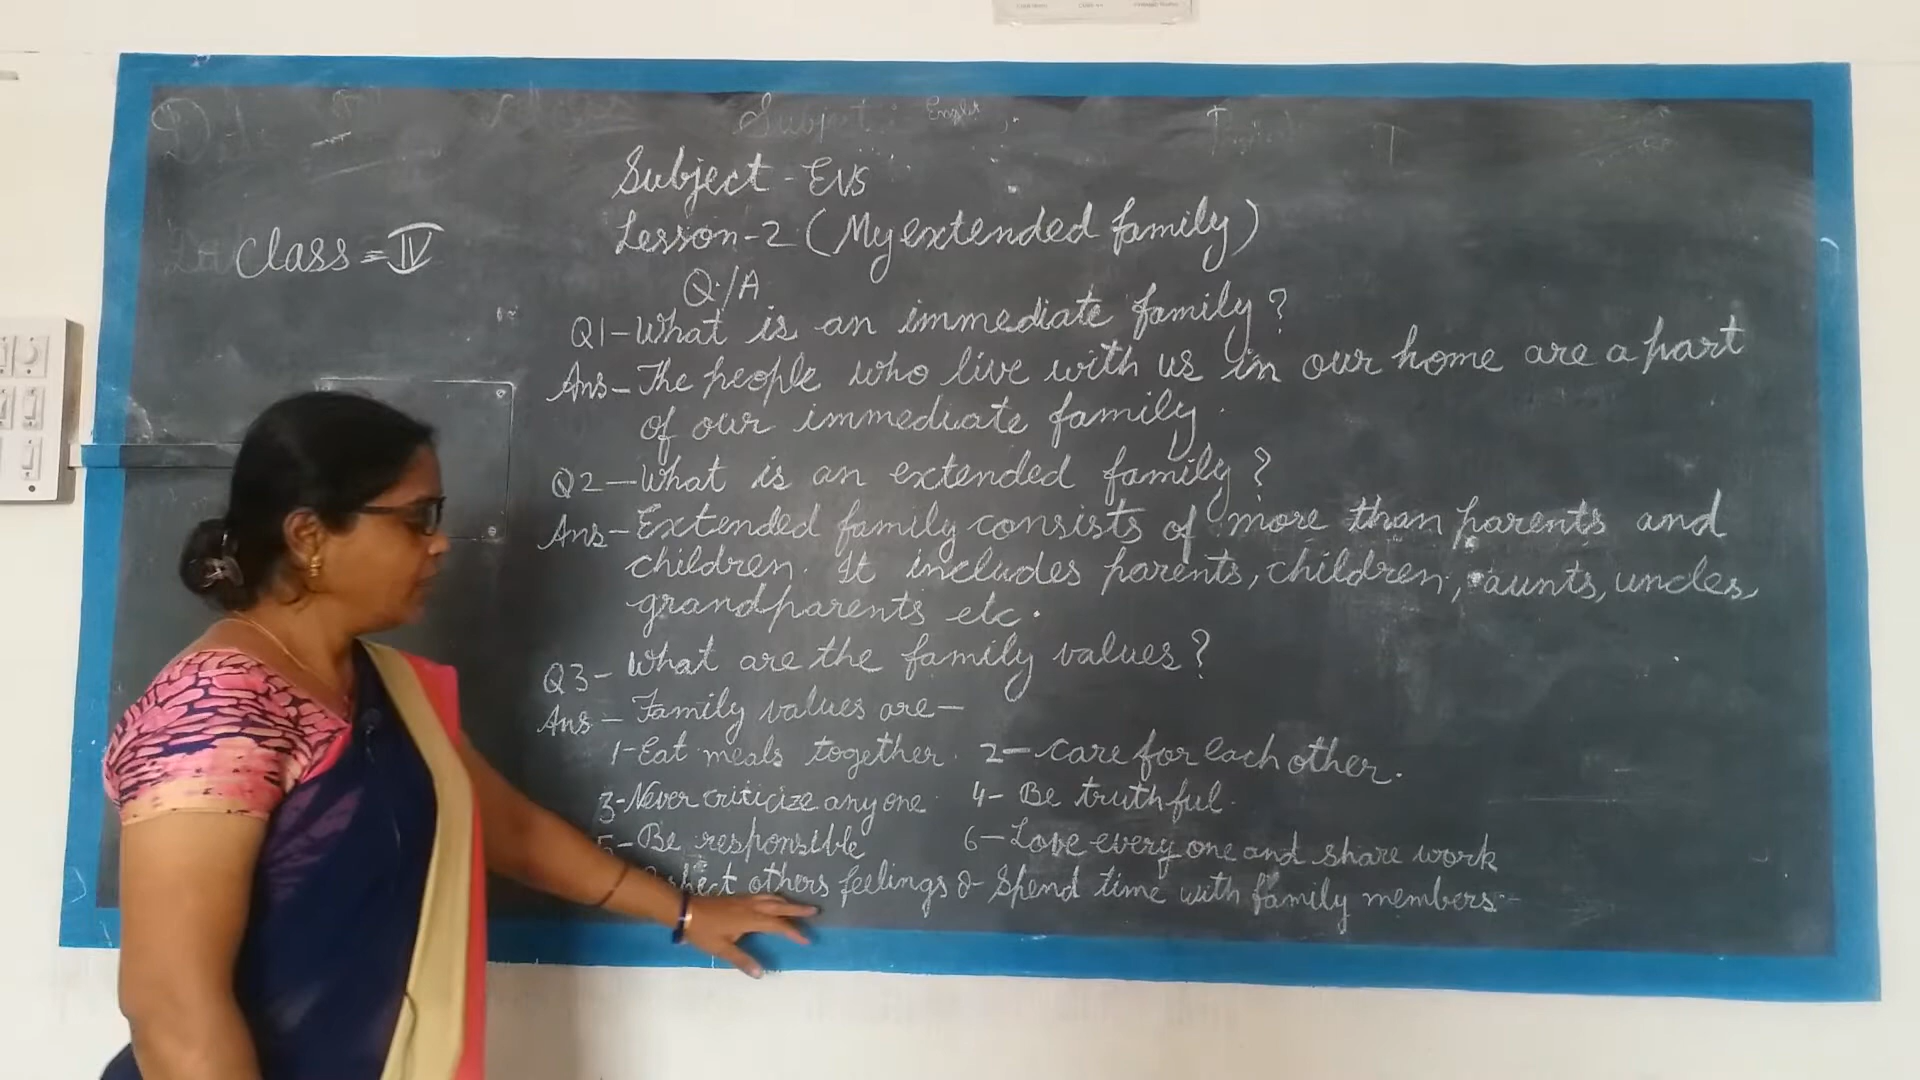 Subject : English
Subject - EVS
Class = IV
Lesson-2 (My extended family)
Q./A
Q1-What is an immediate family?
Ans-The people who live with us in our home are a part
of our immediate family.
Q2-What is an extended family?
Ans-Extended family consists of more than parents and
children. It includes parents, children, aunts, uncles,
grandparents etc.
Q3- What are the family values?
Ans - Family values are-
1-Eat meals together. 2- care for each other.
3-Never criticize anyone 4- Be truthful.
5-Be responsible 6-Love every one and share work
others feelings 8- Spend time with family members.